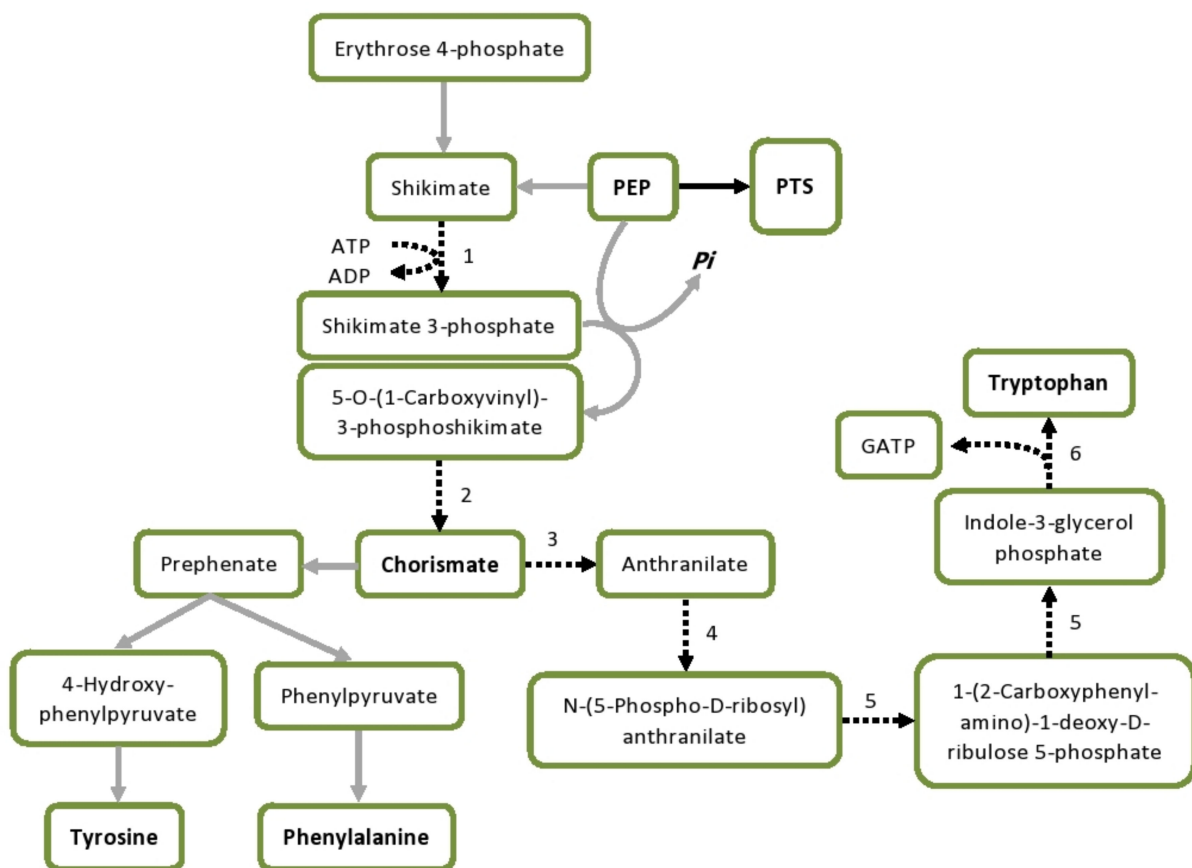 Erythrose 4-phosphate
Shikimate
PEP
PTS
ATP
ADP
1
Pi
Shikimate 3-phosphate
5-O-(1-Carboxyvinyl)-
3-phosphoshikimate
2
Tryptophan
GATP
6
Indole-3-glycerol
phosphate
Prephenate
Chorismate
3
Anthranilate
4
5
4-Hydroxy-
phenylpyruvate
Phenylpyruvate
N-(5-Phospho-D-ribosyl)
anthranilate
5
1-(2-Carboxyphenyl-
amino)-1-deoxy-D-
ribulose 5-phosphate
Tyrosine
Phenylalanine